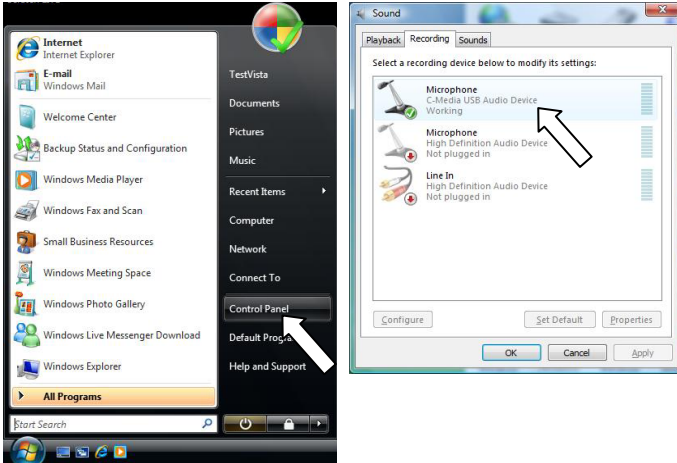 Internet
Internet Explorer
E-mail
Windows Mail
Welcome Center
Backup Status and Configuration
Windows Media Player
Windows Fax and Scan
Small Business Resources
Windows Meeting Space
Windows Photo Gallery
Windows Live Messenger Download
Windows Explorer
All Programs
Start Search
TestVista
Documents
Pictures
Music
Recent Items
Computer
Network
Connect To
Control Panel
Default
Help and Support
Sound
Playback Recording Sounds
Select a recording device below to modify its settings:
Microphone
C-Media USB Audio Device
Working
Microphone
High Definition Audio Device
Not plugged in
Line In
High Definition Audio Device
Not plugged in
Configure Set Default Properties
OK Cancel Apply